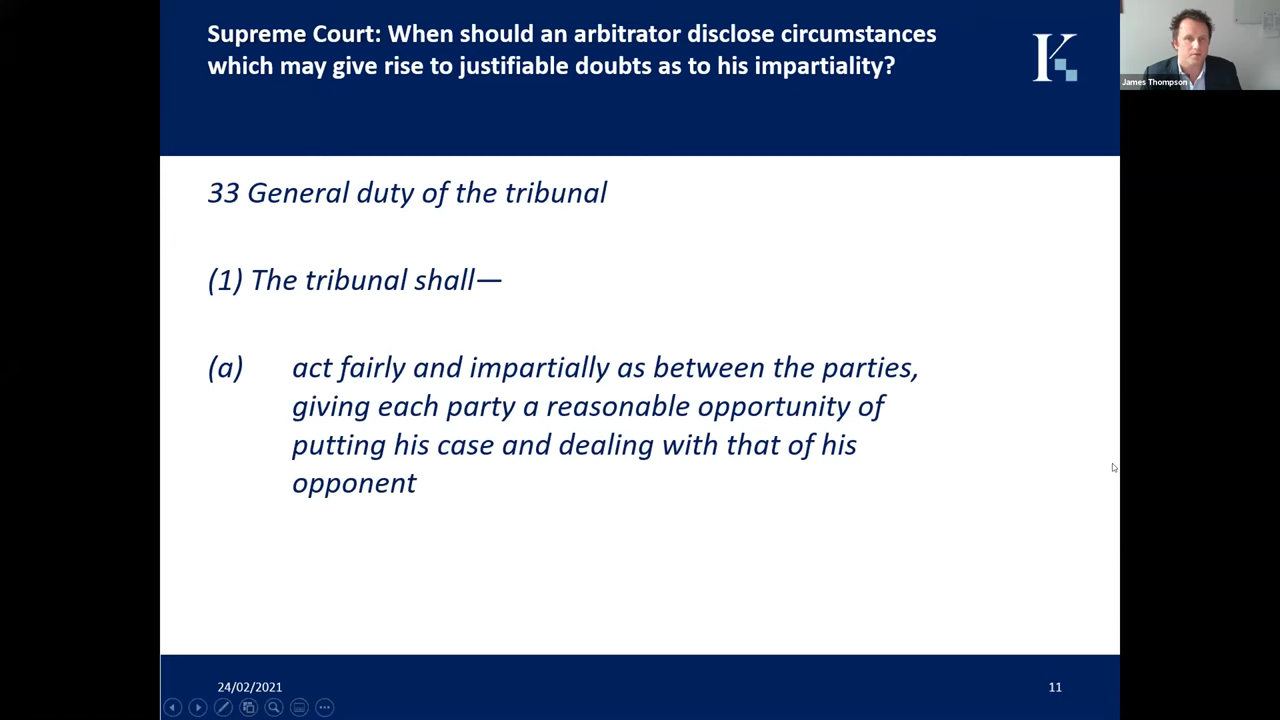 Supreme Court: When should an arbitrator disclose circumstances
which may give rise to justifiable doubts as to his impartiality?
K
James Thompson
33 General duty of the tribunal
(1) The tribunal shall—
(a) act fairly and impartially as between the parties,
giving each party a reasonable opportunity of
putting his case and dealing with that of his
opponent
24/02/2021
11